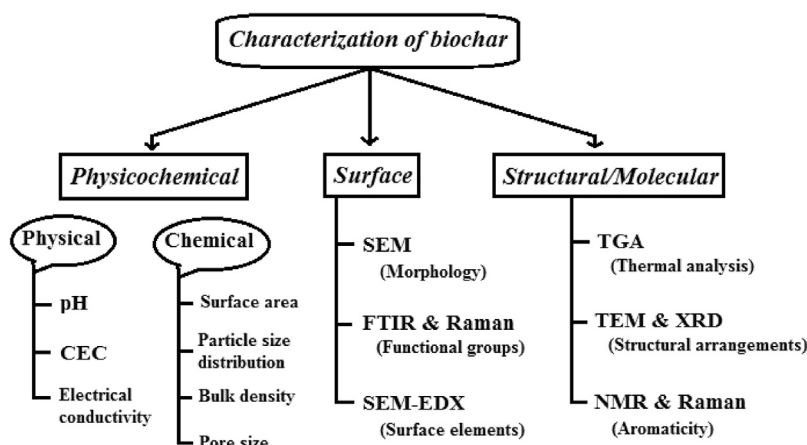 Characterization of biochar
Physicochemical
Surface
Structural/Molecular
Physical
pH
CEC
Electrical
conductivity
Chemical
Surface area
Particle size
distribution
Bulk density
Pore size
SEM
(Morphology)
FTIR & Raman
(Functional groups)
SEM-EDX
(Surface elements)
TGA
(Thermal analysis)
TEM & XRD
(Structural arrangements)
NMR & Raman
(Aromaticity)